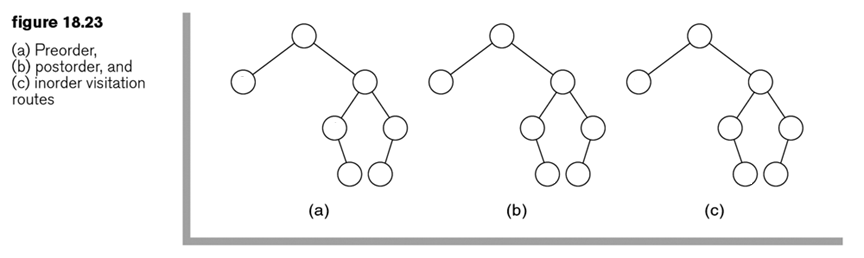 figure 18.23
(a) Preorder,
(b) postorder, and
(c) inorder visitation
routes
(a)
(b)
(c)